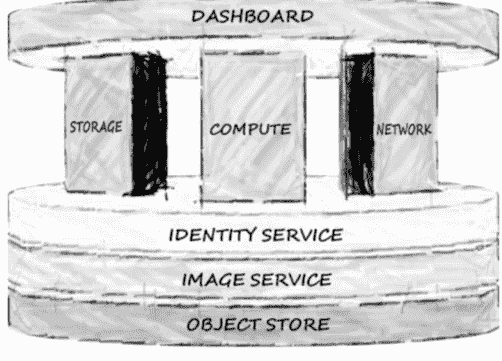 DASHBOARD
STORAGE
COMPUTE
NETWORK
IDENTITY SERVICE
IMAGE SERVICE
OBJECT STORE